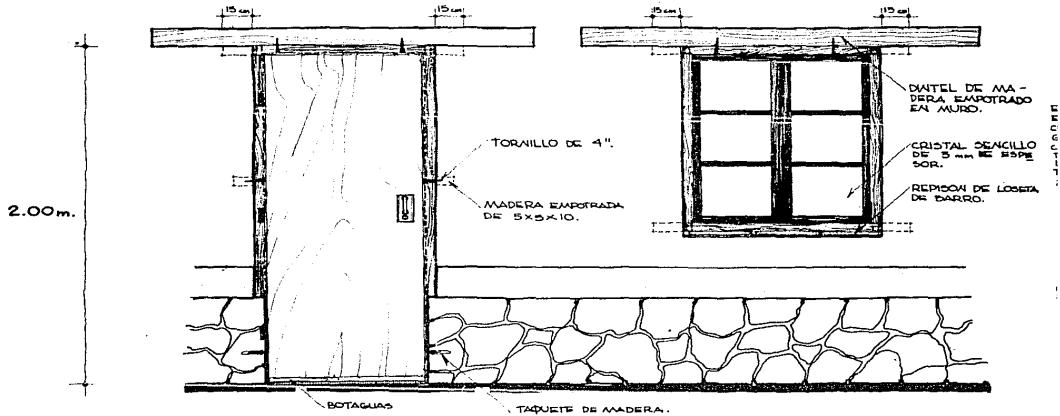 15 cm
15 cm
15 cm
15 cm
2.00m.
TORNILLO DE 4".
MADERA EMPOTRADA
DE 5x5x10.
DINTEL DE MA-
DERA EMPOTRADO
EN MURO.
CRISTAL SENCILLO
DE 3 mm DE ESPE
SOR.
REPISON DE LOSETA
DE BARRO.
BOTAGUAS
TAQUETE DE MADERA.